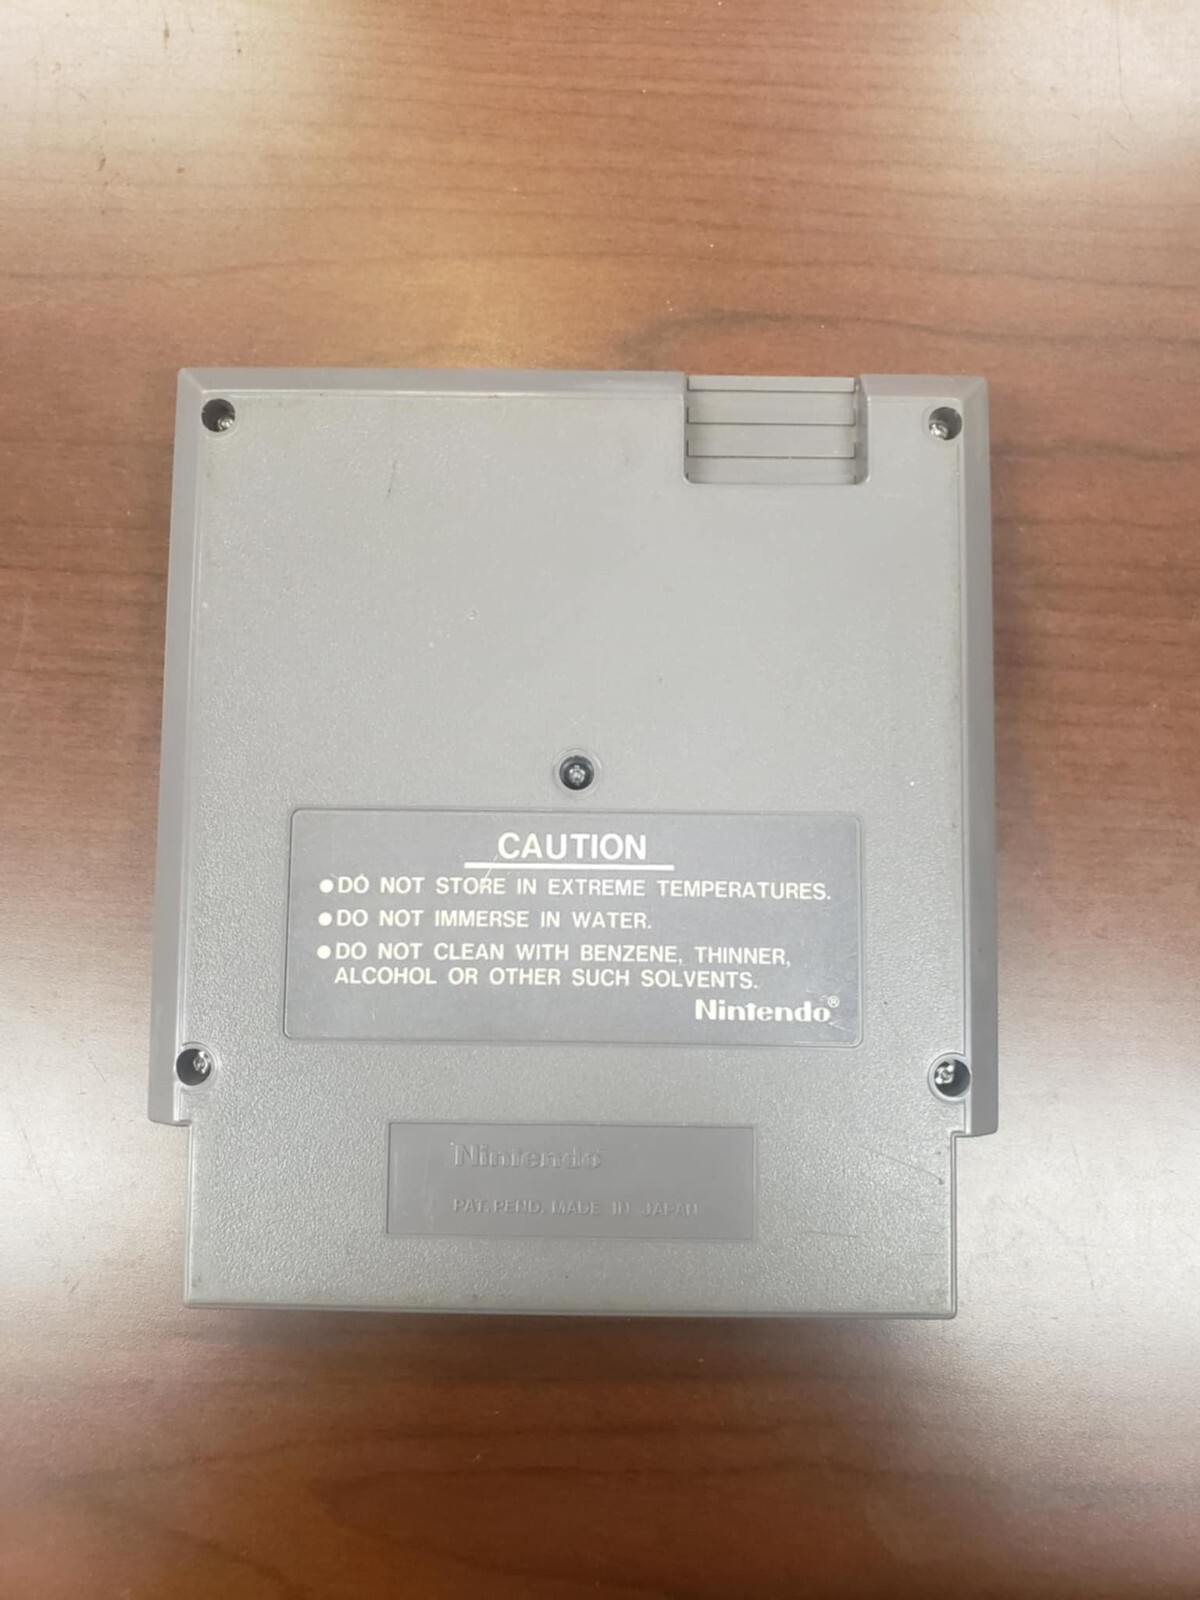 CAUTION
●DO NOT STORE IN EXTREME TEMPERATURES.
●DO NOT IMMERSE IN WATER.
●DO NOT CLEAN WITH BENZENE, THINNER,
ALCOHOL OR OTHER SUCH SOLVENTS.
Nintendo®
Nintendo®
PAT. PEND. MADE IN JAPAN